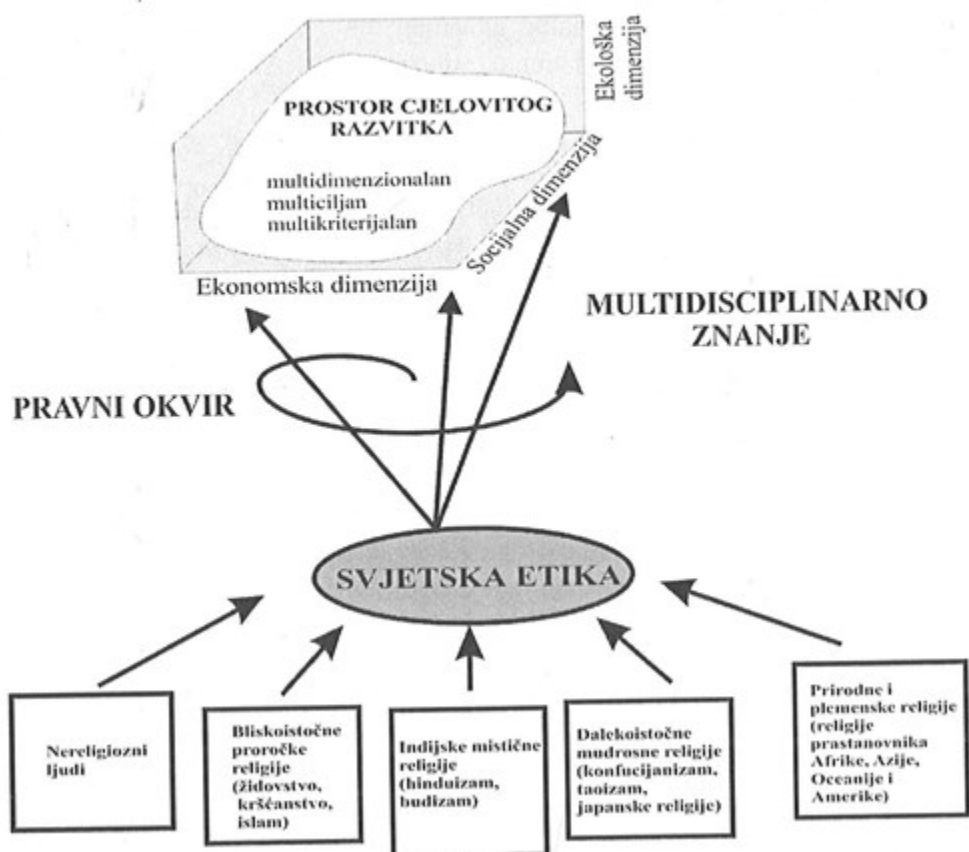 Ekološka
dimenzija
PROSTOR CJELOVITOG
RAZVITKA
multidimenzionalan
multiciljan
multikriterijalan
Socijalna dimenzija
Ekonomska dimenzija
MULTIDISCIPLINARNO
ZNANJE
PRAVNI OKVIR
SVJETSKA ETIKA
Nereligiozni
ljudi
Bliskoistočne
proročke
religije
(židovstvo,
kršćanstvo,
islam)
Indijske mistične
religije
(hinduizam,
budizam)
Dalekoistočne
mudrosne religije
(konfucijanizam,
taoizam,
japanske religije)
Prirodne i
plemenske religije
(religije
prastanovnika
Afrike, Azije,
Oceanije i
Amerike)